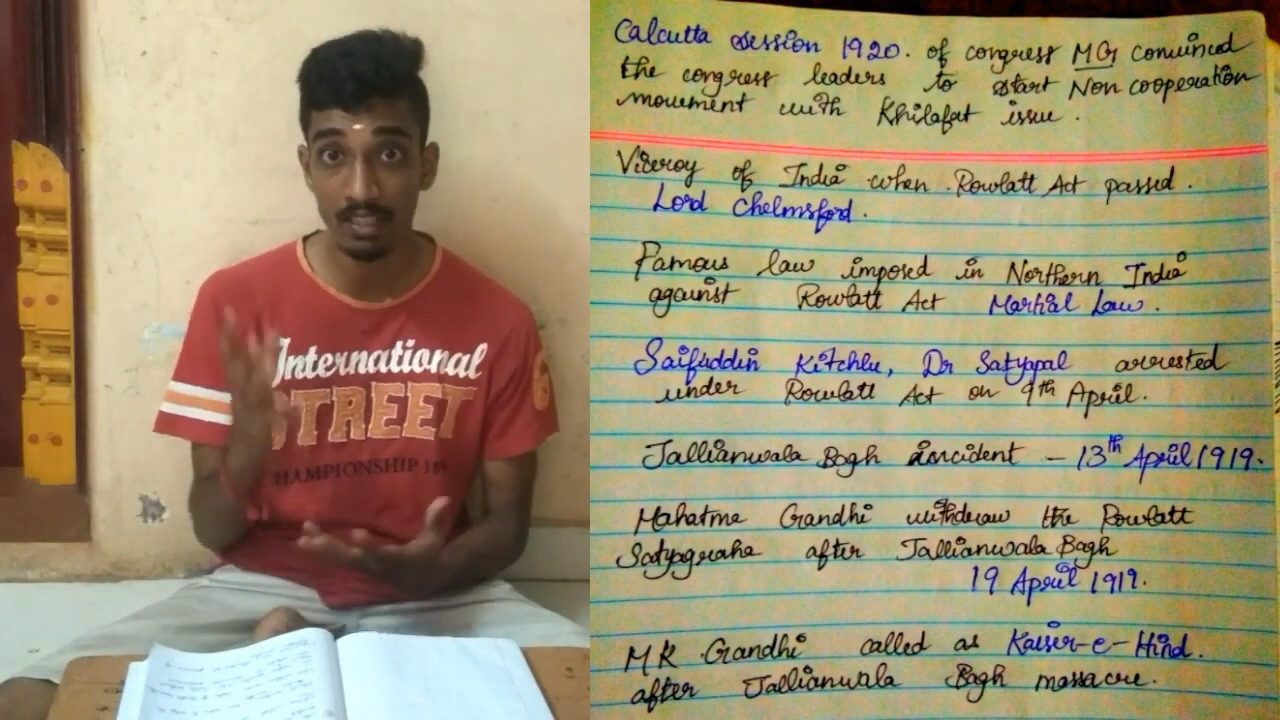 International
STREET
HAMPIONSHIP 18
Calcutta session 1920. of congress MG convinced
the congress leaders to start Non cooperation
movement with Khilafat issue.
Viceroy of India when Rowlatt Act passed.
Lord Chelmsford.
Famous law imposed in Northern India
against Rowlatt Act Martial Law.
Saifuddin Kitchlu, Dr Satyapal arrested
under Rowlatt Act on 9th April.
Jallianwala Bagh incident - 13th April 1919.
Mahatma Gandhi withdraw the Rowlatt
Satyagraha after Jallianwala Bagh
19 April 1919.
M K Gandhi called as Kaiser-e-Hind.
after Jallianwala Bagh massacre.